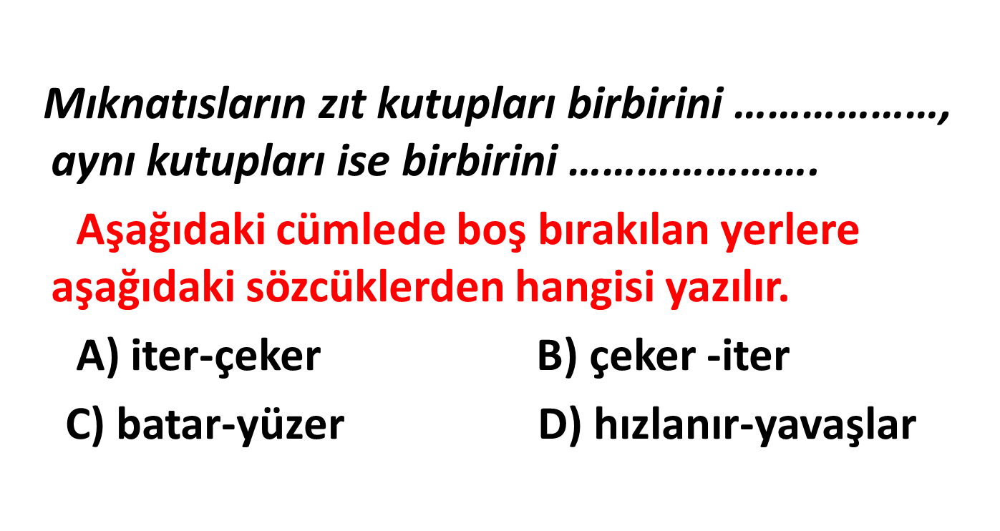 Mıknatısların zıt kutupları birbirini ………………,
aynı kutupları ise birbirini ………………….
Aşağıdaki cümlede boş bırakılan yerlere
aşağıdaki sözcüklerden hangisi yazılır.
A) iter-çeker B) çeker -iter
C) batar-yüzer D) hızlanır-yavaşlar